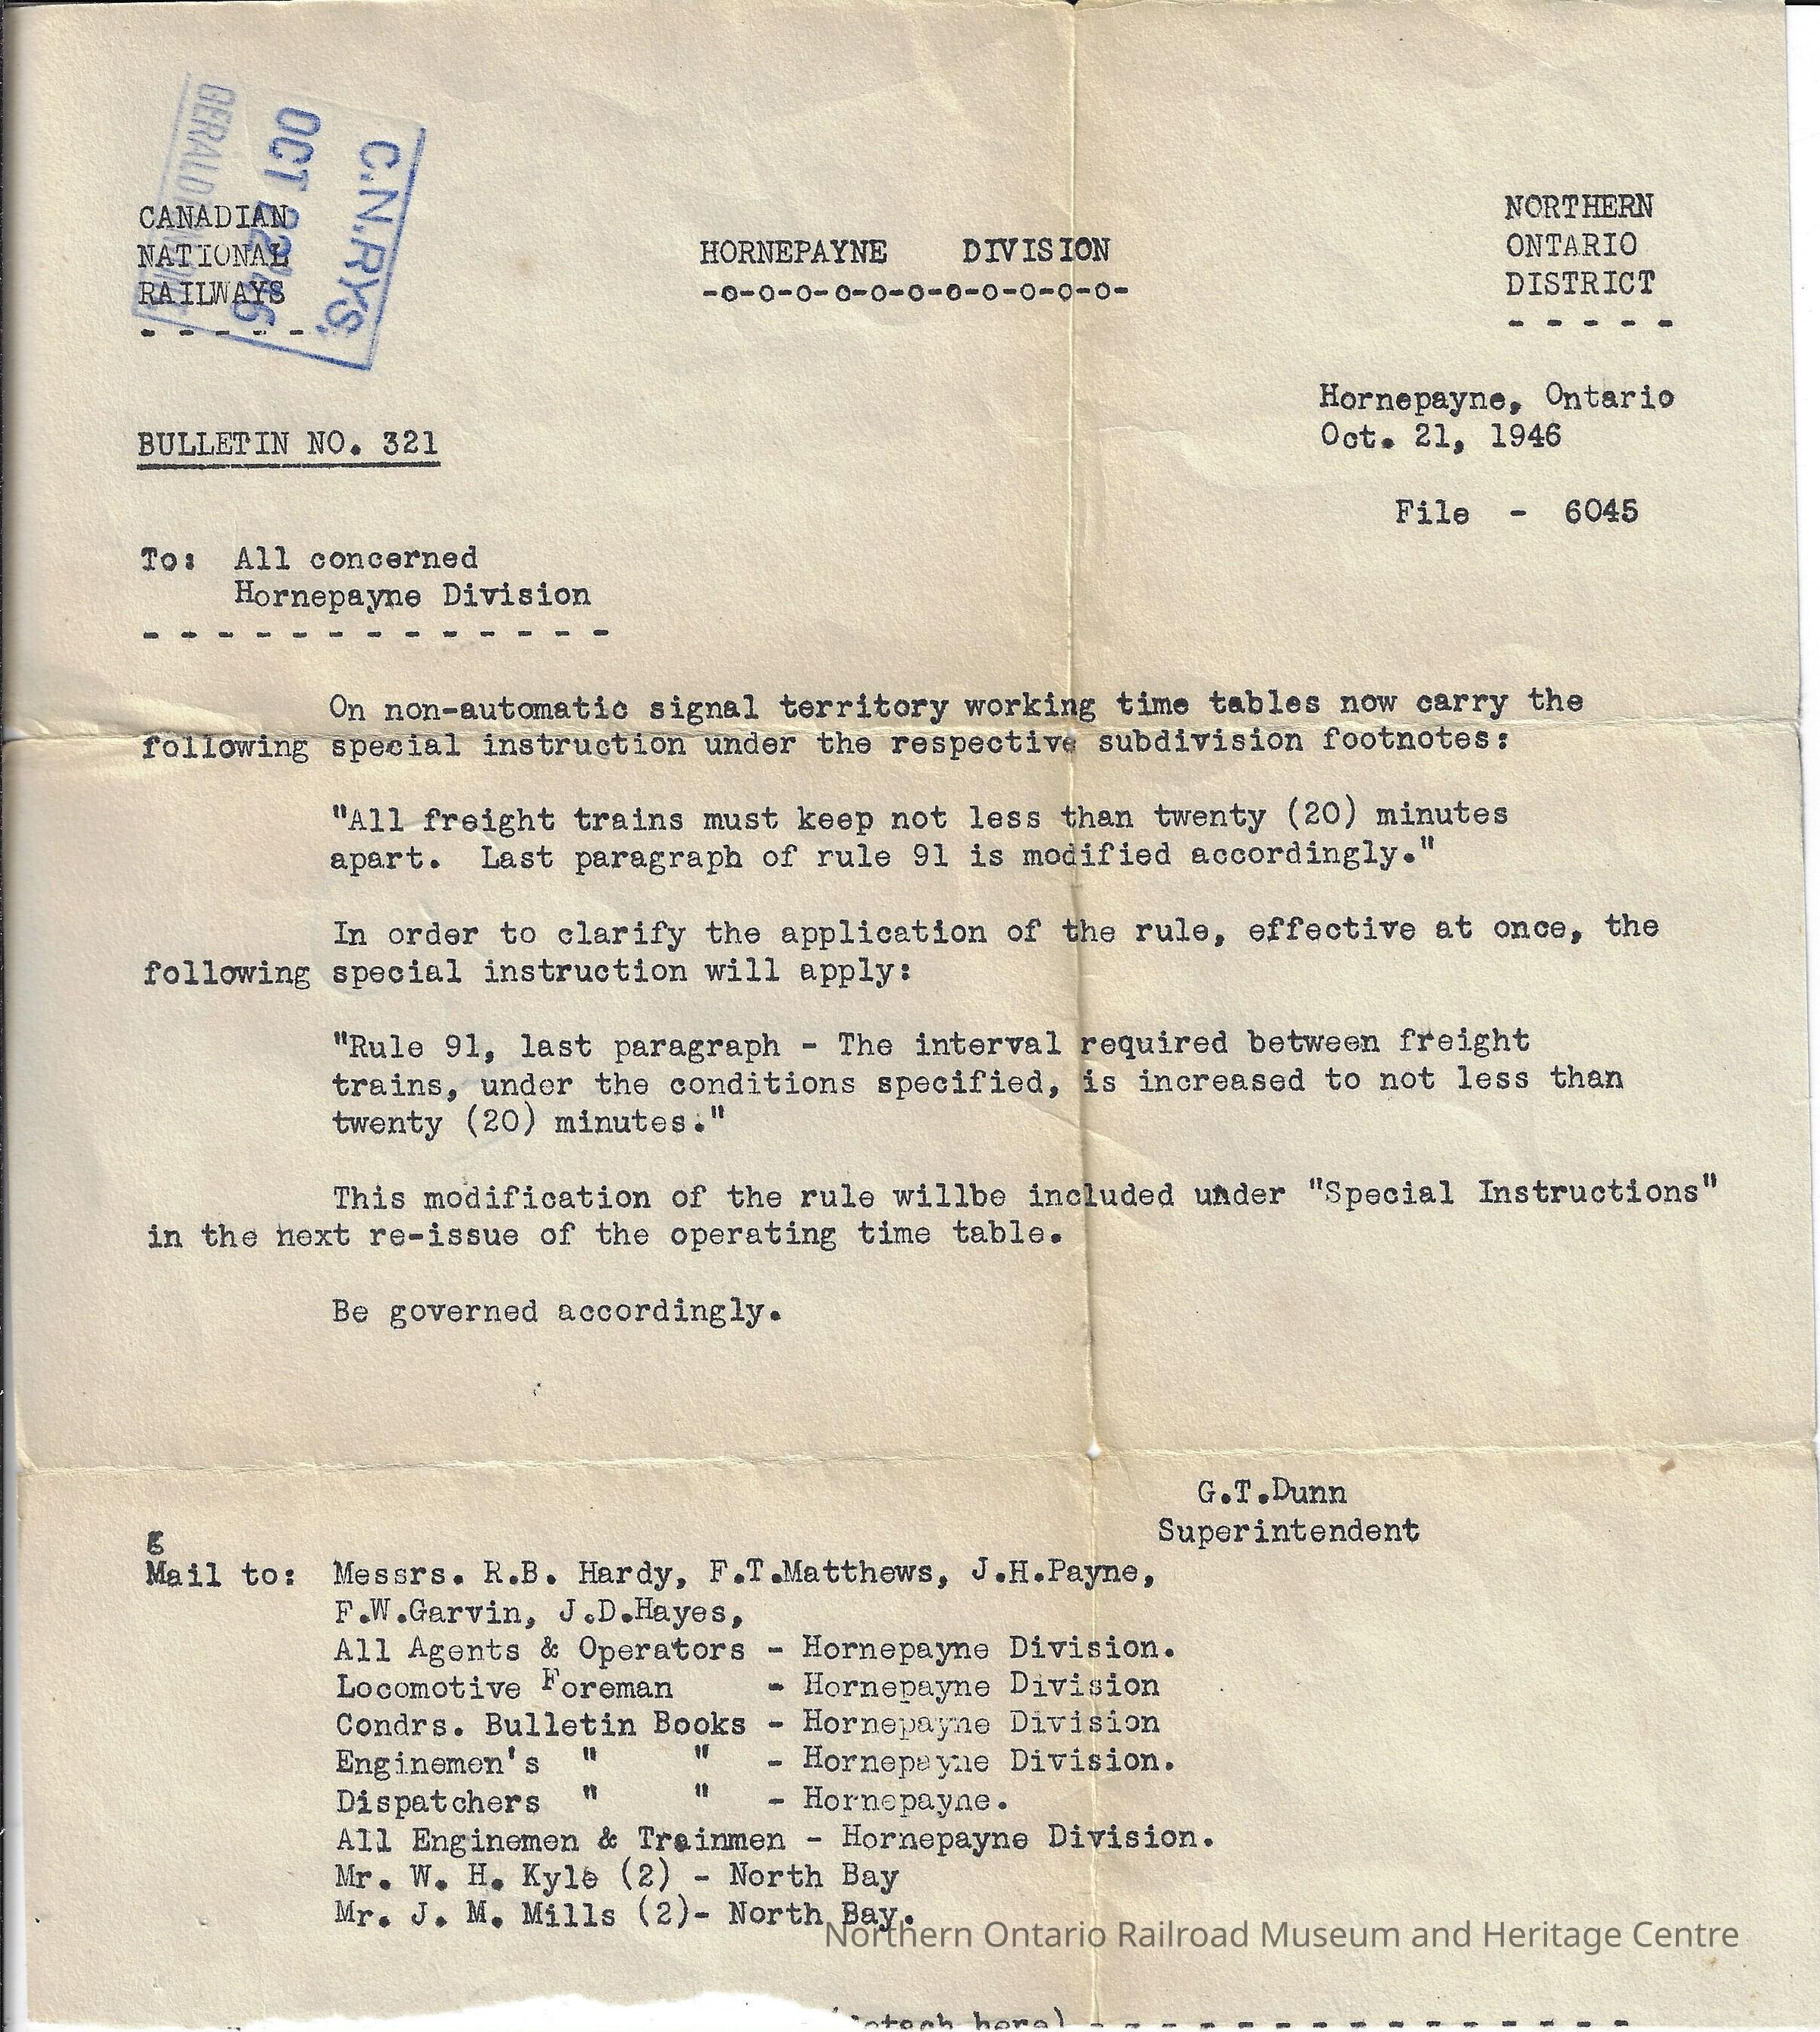 C.N.RYS.
OCT 22 46
CANADIAN
NATIONAL
RAILWAYS
- - - - -
HORNEPAYNE DIVISION
-o-o-o-o-o-o-o-o-o-o-o-
NORTHERN
ONTARIO
DISTRICT
- - - - -
Hornepayne, Ontario
Oct. 21, 1946
BULLETIN NO. 321
File - 6045
To: All concerned
Hornepayne Division
- - - - - - - - - - - - -
On non-automatic signal territory working time tables now carry the
following special instruction under the respective subdivision footnotes:
"All freight trains must keep not less than twenty (20) minutes
apart. Last paragraph of rule 91 is modified accordingly."
In order to clarify the application of the rule, effective at once, the
following special instruction will apply:
"Rule 91, last paragraph - The interval required between freight
trains, under the conditions specified, is increased to not less than
twenty (20) minutes."
This modification of the rule willbe included under "Special Instructions"
in the next re-issue of the operating time table.
Be governed accordingly.
G.T.Dunn
Superintendent
g
Mail to: Messrs. R.B. Hardy, F.T.Matthews, J.H.Payne,
F.W.Garvin, J.D.Hayes,
All Agents & Operators - Hornepayne Division.
Locomotive Foreman - Hornepayne Division
Condrs. Bulletin Books - Hornepayne Division
Enginemen's " " - Hornepayne Division.
Dispatchers " " - Hornepayne.
All Enginemen & Trainmen - Hornepayne Division.
Mr. W. H. Kyle (2) - North Bay
Mr. J. M. Mills (2)- North Bay.
Northern Ontario Railroad Museum and Heritage Centre
here) - - - - - - - - - - - - - - -